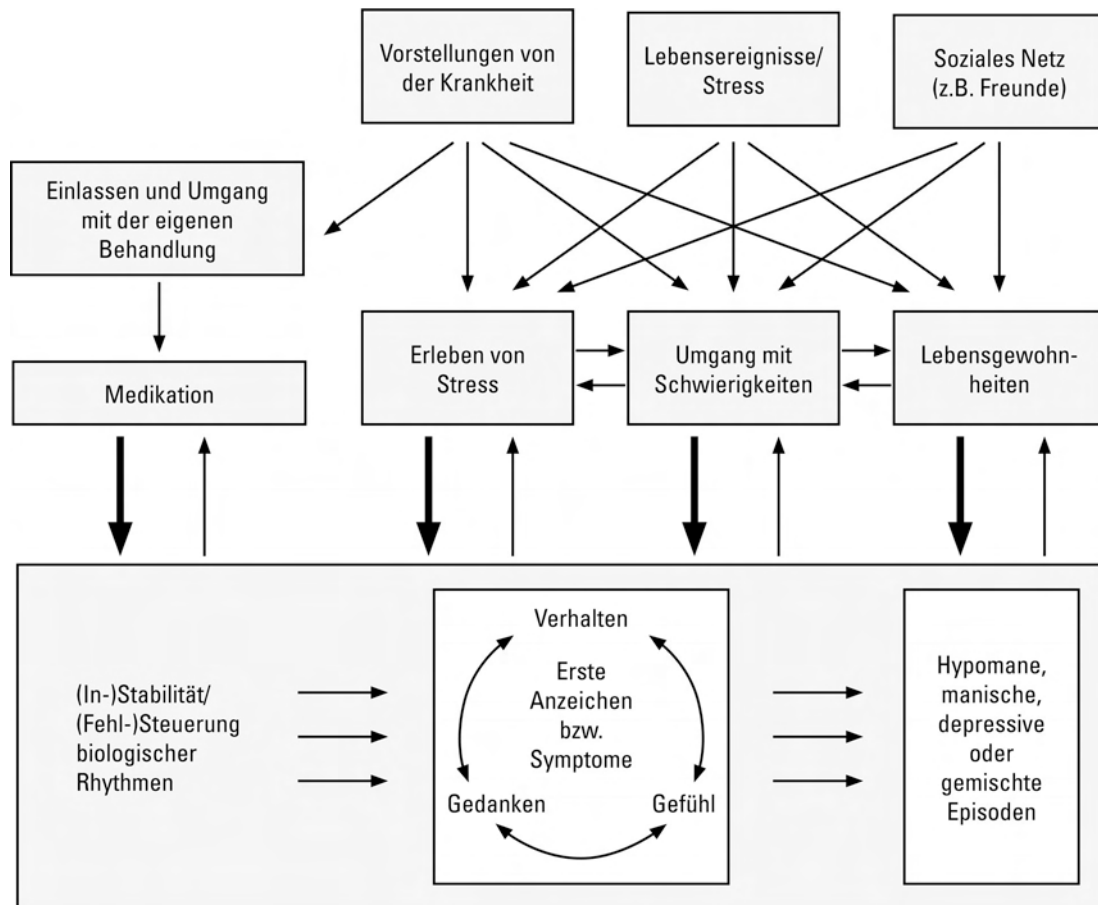 Vorstellungen von
der Krankheit
Lebensereignisse/
Stress
Soziales Netz
(z.B. Freunde)
Einlassen und Umgang
mit der eigenen
Behandlung
Medikation
Erleben von
Stress
Umgang mit
Schwierigkeiten
Lebensgewohn-
heiten
(In-)Stabilität/
(Fehl-)Steuerung
biologischer
Rhythmen
Verhalten
Erste
Anzeichen
bzw.
Symptome
Gedanken
Gefühl
Hypomane,
manische,
depressive
oder
gemischte
Episoden